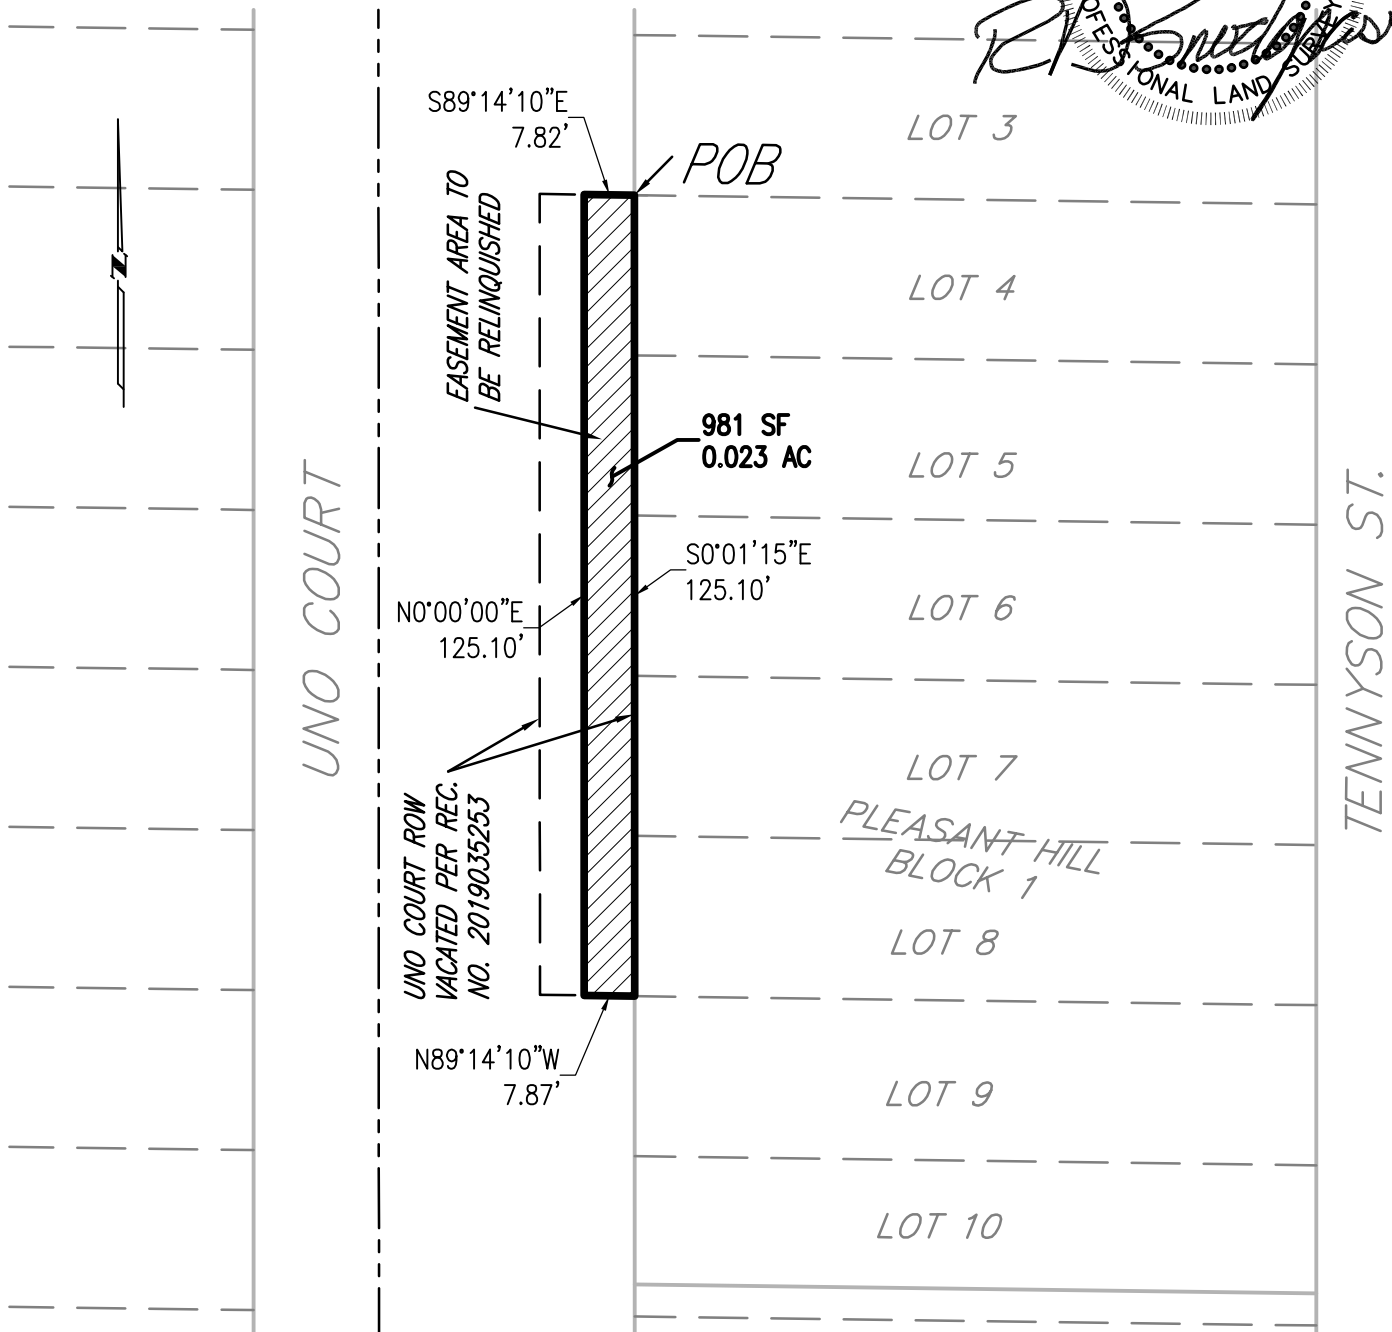 OFESSIONAL LAND SURVEY
LOT 3
S89°14'10"E
7.82'
POB
EASEMENT AREA TO
BE RELINQUISHED
LOT 4
981 SF
0.023 AC
LOT 5
UNO COURT
TENNYSON ST.
S0°01'15"E
125.10'
N0°00'00"E
125.10'
LOT 6
LOT 7
UNO COURT ROW
VACATED PER REC.
NO. 2019035253
PLEASANT HILL
BLOCK 1
LOT 8
N89°14'10"W
7.87'
LOT 9
LOT 10